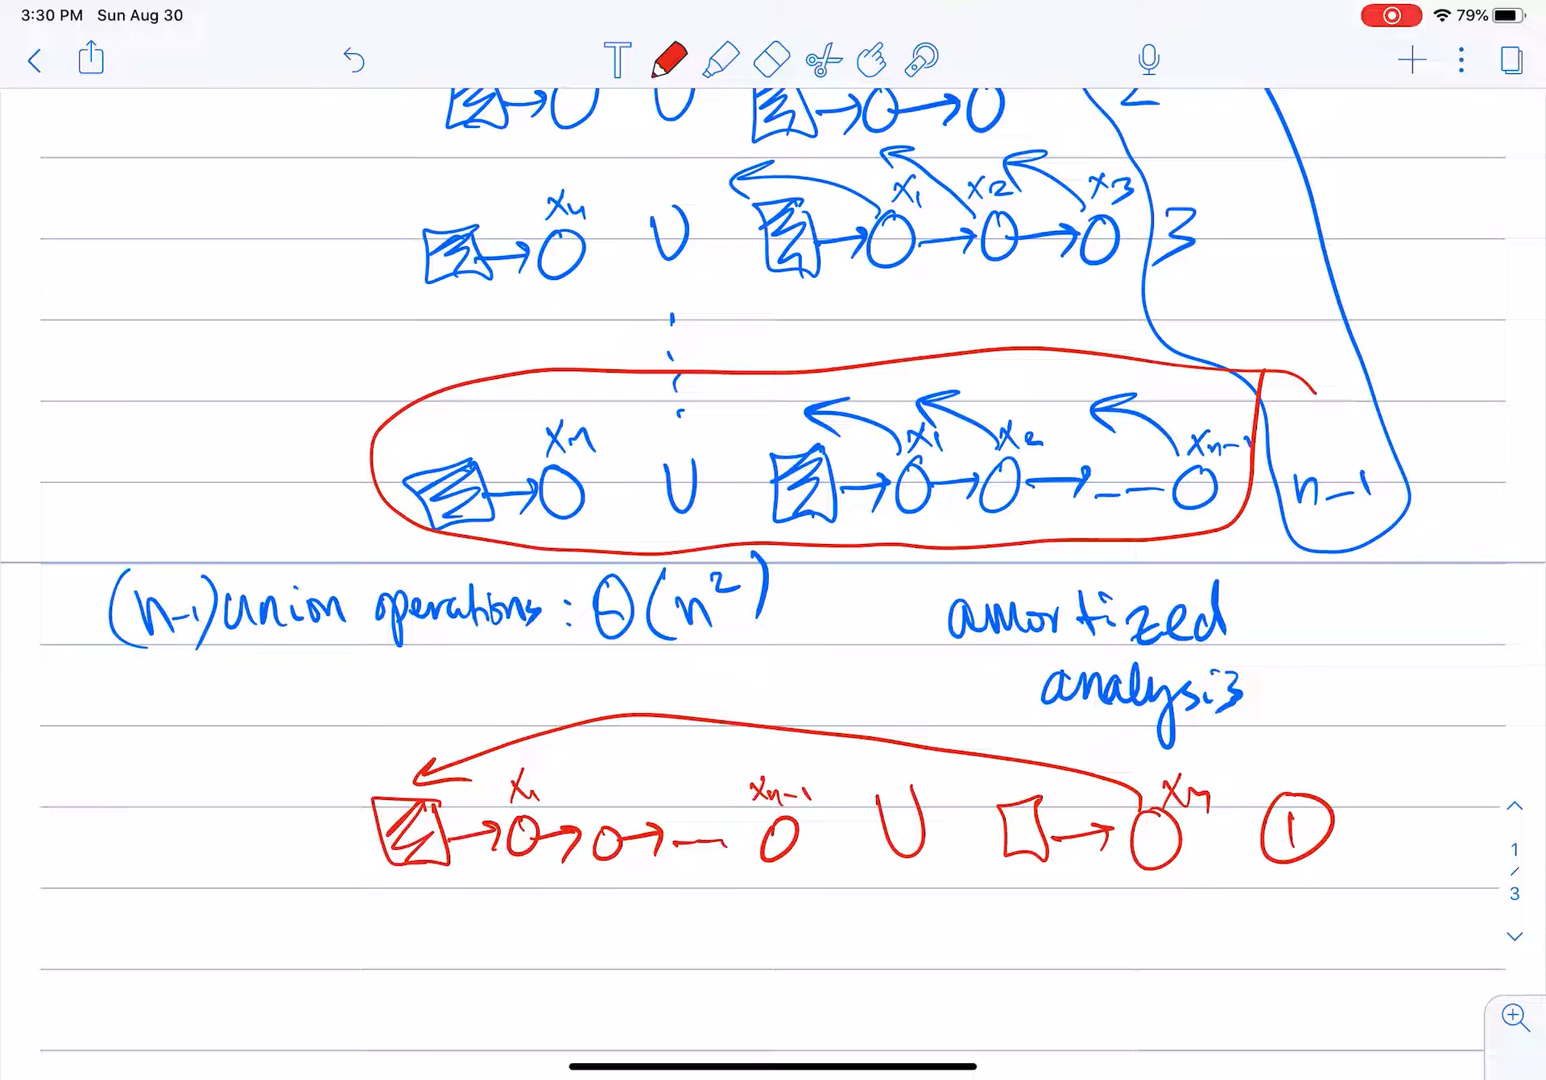 3:30 PM Sun Aug 30 79%
T
2
x4 U x1 x2 x3 3
xn U x1 x2 xn-1 n-1
(n-1) union operations : Θ(n²) amortized
analysis
x1 xn-1 U xn 1
1
/
3